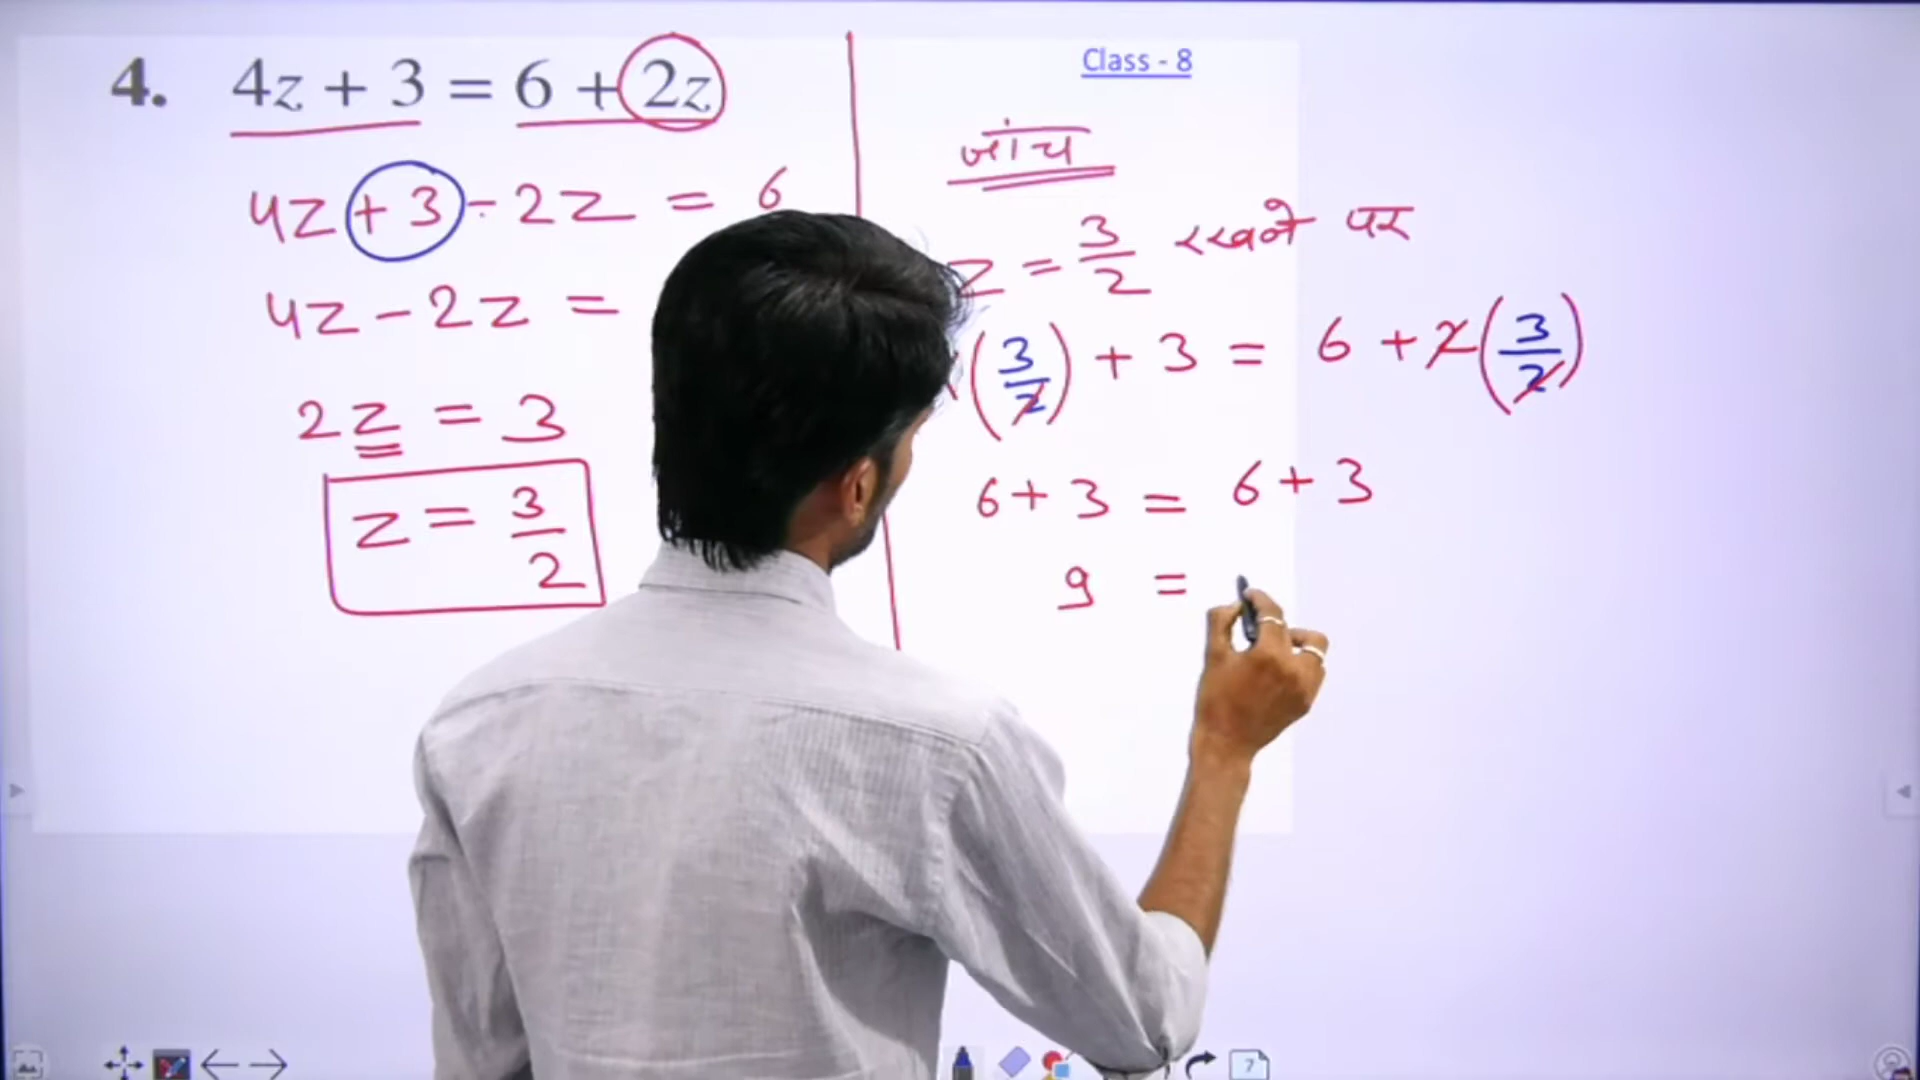 4. 4z + 3 = 6 + 2z
4z + 3 - 2z = 6
4z - 2z =
2z = 3
z = 3/2
Class - 8
जांच
z = 3/2 रखने पर
(3/2) + 3 = 6 + 2(3/2)
6 + 3 = 6 + 3
9 =
7